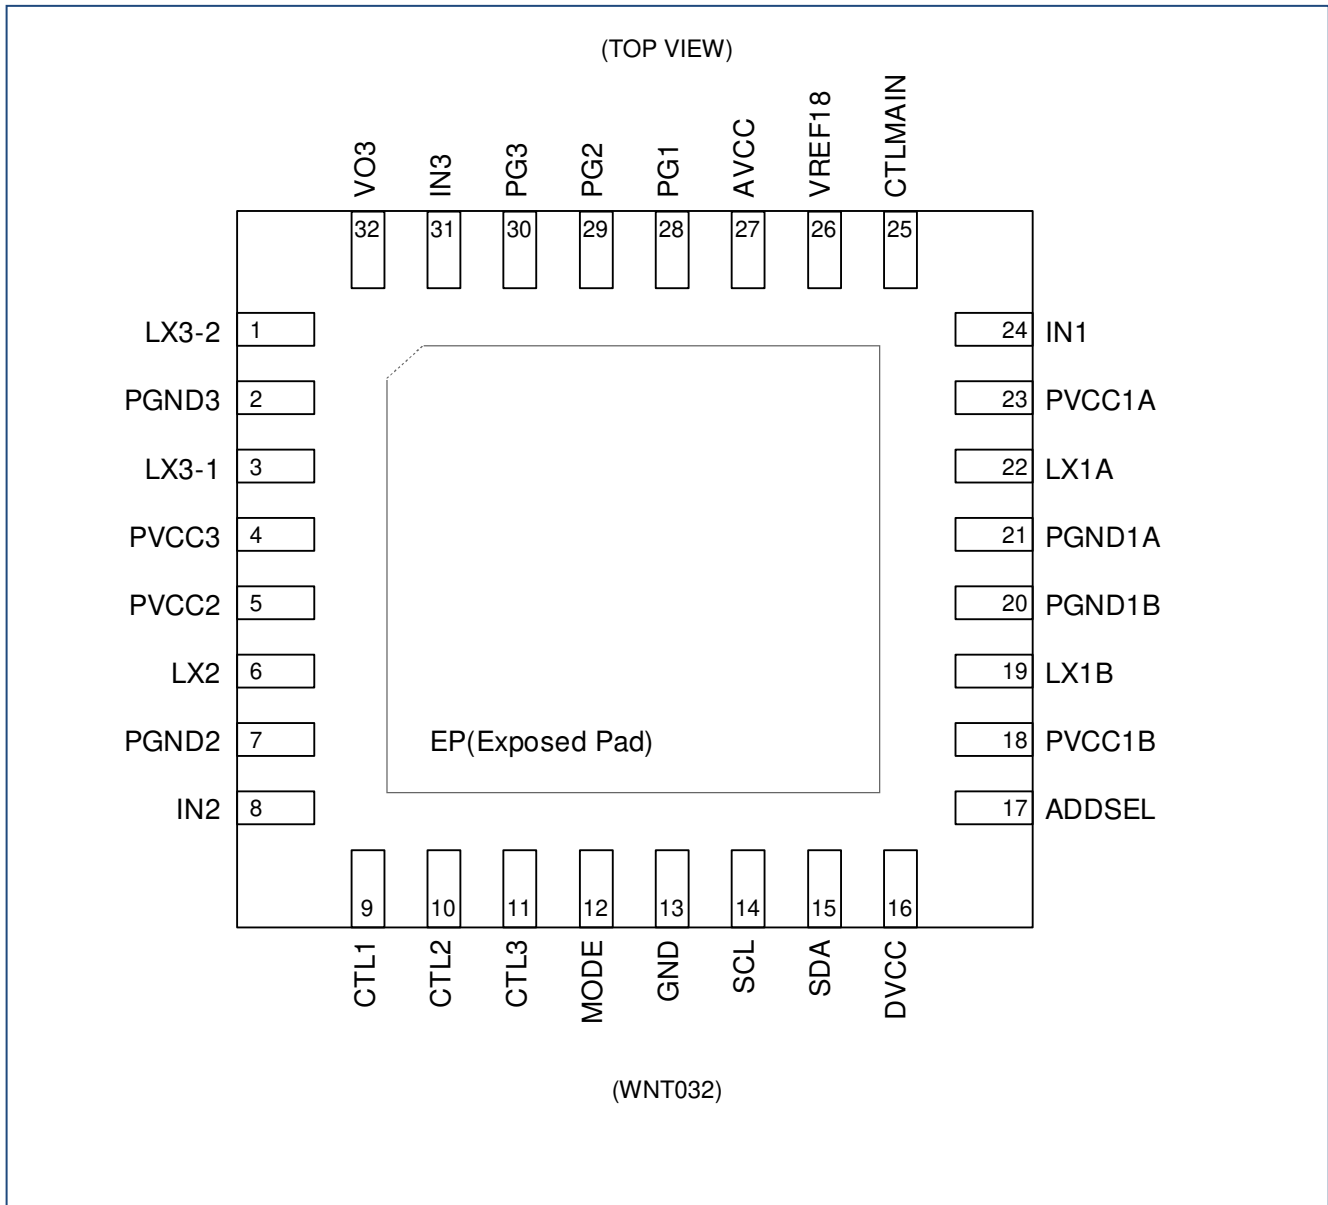 (TOP VIEW)
VO3
IN3
PG3
PG2
PG1
AVCC
VREF18
CTLMAIN
32
31
30
29
28
27
26
25
LX3-2 1
24 IN1
PGND3 2
23 PVCC1A
LX3-1 3
22 LX1A
PVCC3 4
21 PGND1A
PVCC2 5
20 PGND1B
LX2 6
19 LX1B
PGND2 7
EP(Exposed Pad)
18 PVCC1B
IN2 8
17 ADDSEL
9
10
11
12
13
14
15
16
CTL1
CTL2
CTL3
MODE
GND
SCL
SDA
DVCC
(WNT032)